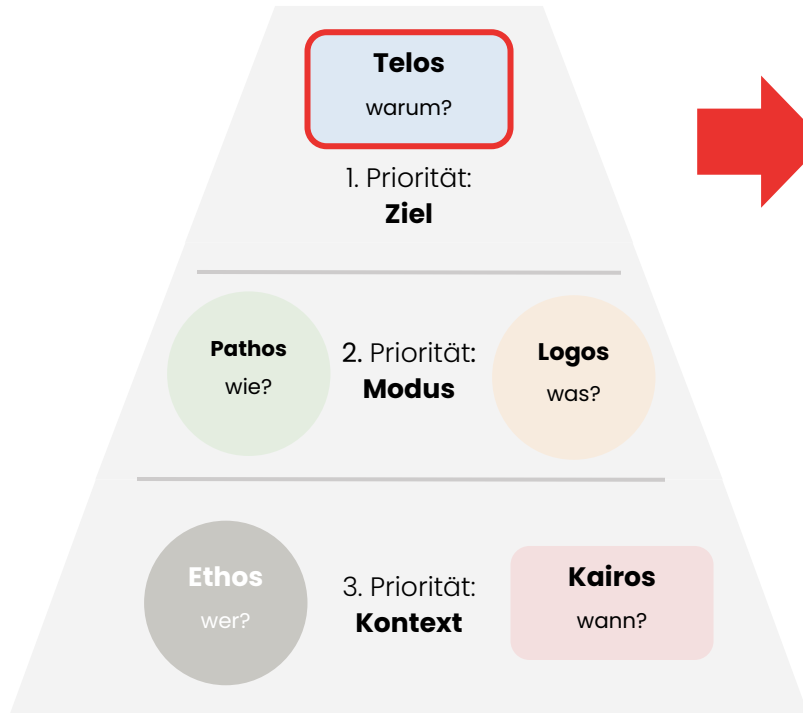 Telos
warum?
1. Priorität:
Ziel
Pathos
wie?
2. Priorität:
Modus
Logos
was?
Ethos
wer?
3. Priorität:
Kontext
Kairos
wann?